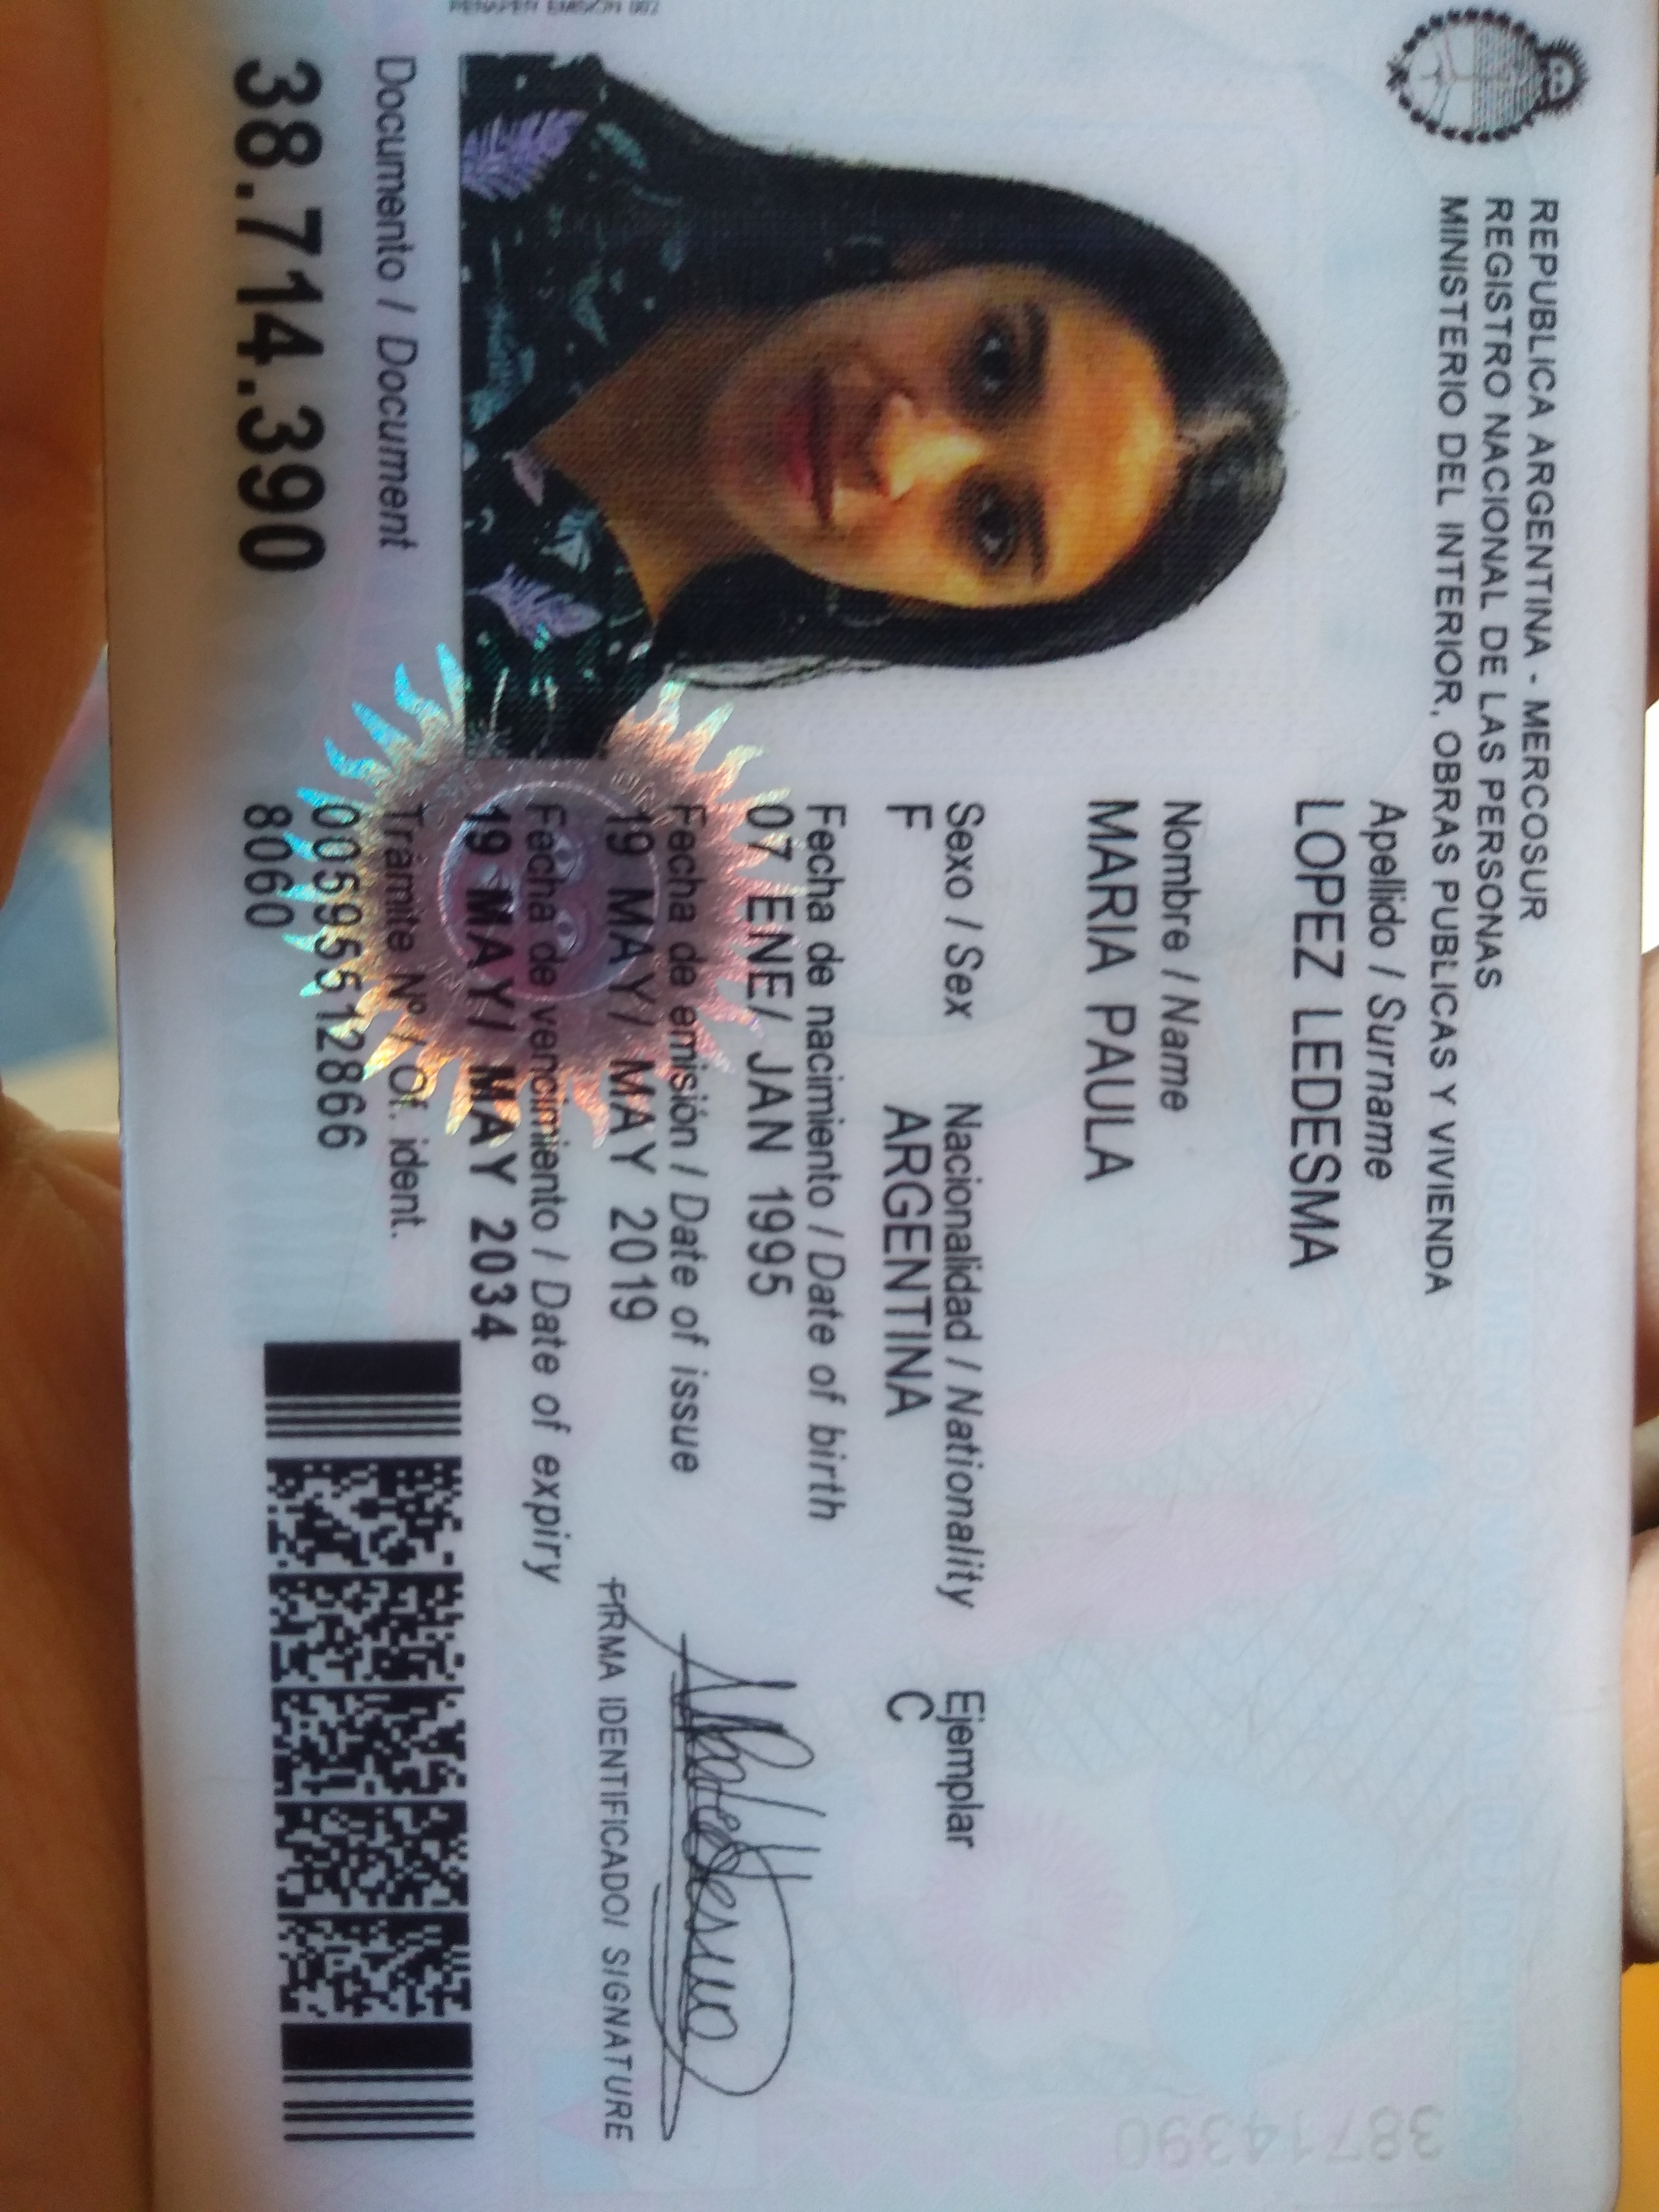 REPUBLICA ARGENTINA - MERCOSUR
REGISTRO NACIONAL DE LAS PERSONAS
MINISTERIO DEL INTERIOR, OBRAS PUBLICAS Y VIVIENDA
Apellido / Surname
LOPEZ LEDESMA
Nombre / Name
MARIA PAULA
Sexo / Sex Nacionalidad / Nationality Ejemplar
F ARGENTINA C
Fecha de nacimiento / Date of birth
07 ENE/ JAN 1995
Fecha de emisión / Date of issue
19 MAY/ MAY 2019
Fecha de vencimiento / Date of expiry
19 MAY/ MAY 2034
FIRMA IDENTIFICADO/ SIGNATURE
Documento / Document
38.714.390
Trámite Nº / Of. ident.
00595512866
8060
38714390